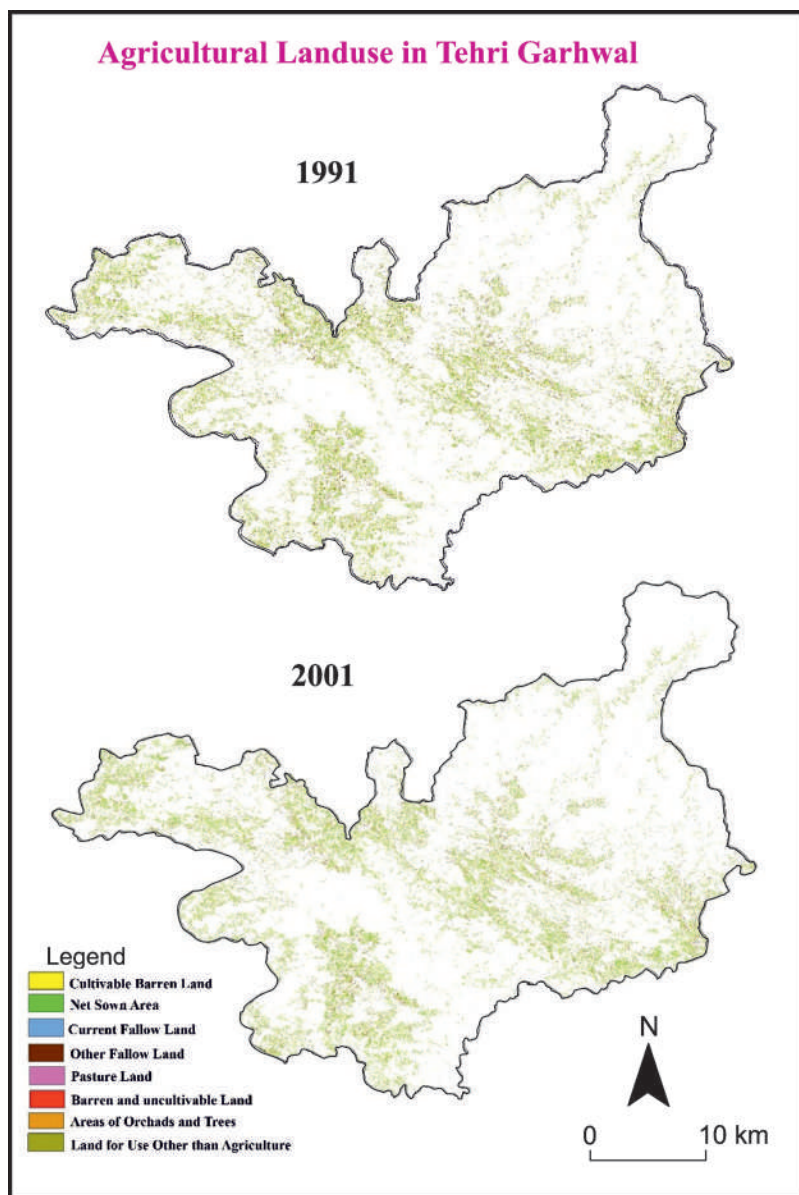 Agricultural Landuse in Tehri Garhwal
1991
2001
Legend
Cultivable Barren Land
Net Sown Area
Current Fallow Land
Other Fallow Land
Pasture Land
Barren and uncultivable Land
Areas of Orchads and Trees
Land for Use Other than Agriculture
N
0 10 km